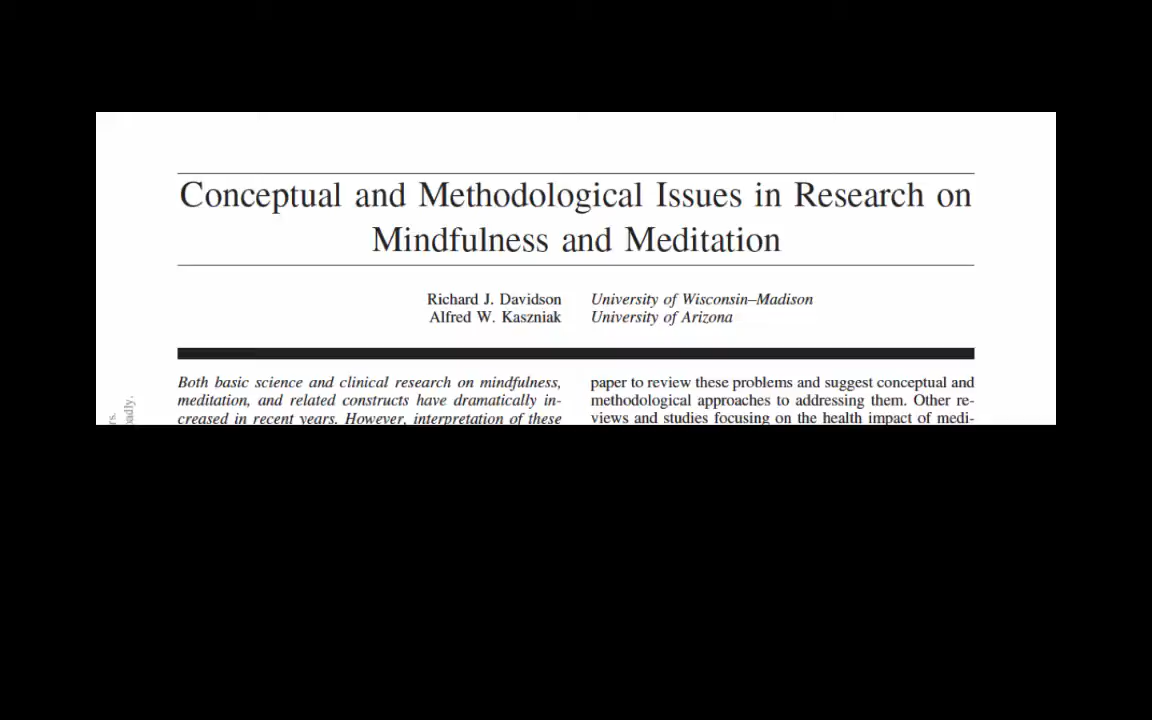 Conceptual and Methodological Issues in Research on
Mindfulness and Meditation
Richard J. Davidson University of Wisconsin–Madison
Alfred W. Kaszniak University of Arizona
Both basic science and clinical research on mindfulness,
meditation, and related constructs have dramatically in-
creased in recent years. However, interpretation of these
paper to review these problems and suggest conceptual and
methodological approaches to addressing them. Other re-
views and studies focusing on the health impact of medi-